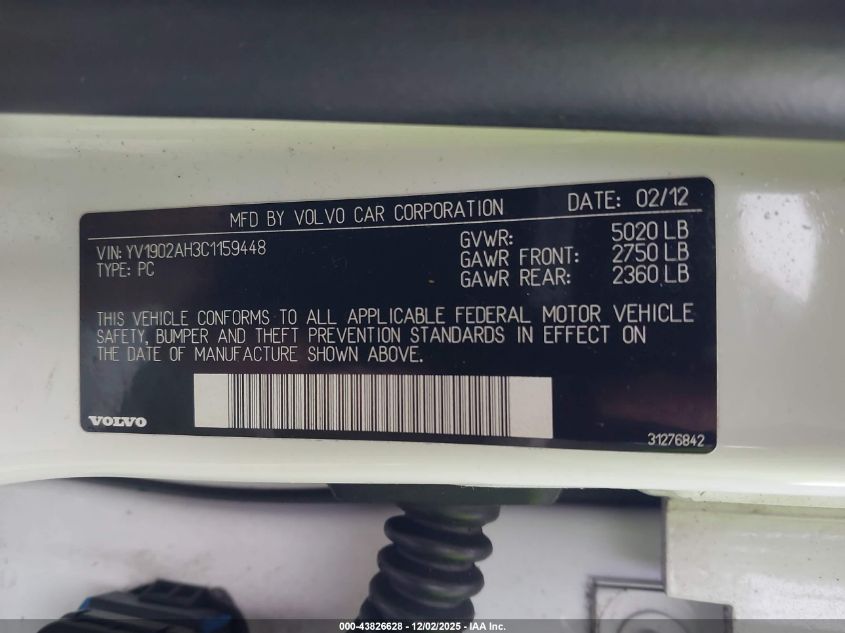 MFD BY VOLVO CAR CORPORATION DATE: 02/12
VIN: YV1902AH3C1159448
TYPE: PC
GVWR: 5020 LB
GAWR FRONT: 2750 LB
GAWR REAR: 2360 LB
THIS VEHICLE CONFORMS TO ALL APPLICABLE FEDERAL MOTOR VEHICLE
SAFETY, BUMPER AND THEFT PREVENTION STANDARDS IN EFFECT ON
THE DATE OF MANUFACTURE SHOWN ABOVE.
VOLVO
31276842
000-43826628 - 12/02/2025 - IAA Inc.